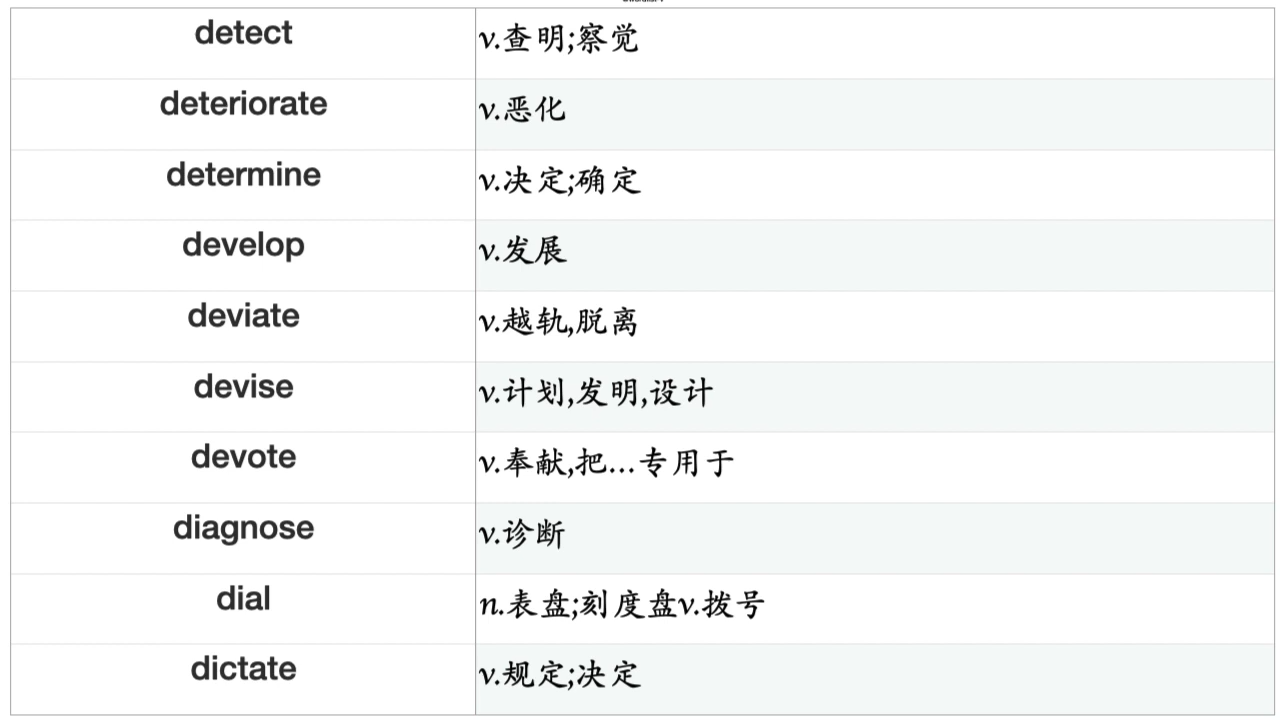 detect v.查明;察觉
deteriorate v.恶化
determine v.决定;确定
develop v.发展
deviate v.越轨,脱离
devise v.计划,发明,设计
devote v.奉献,把…专用于
diagnose v.诊断
dial n.表盘;刻度盘v.拨号
dictate v.规定;决定